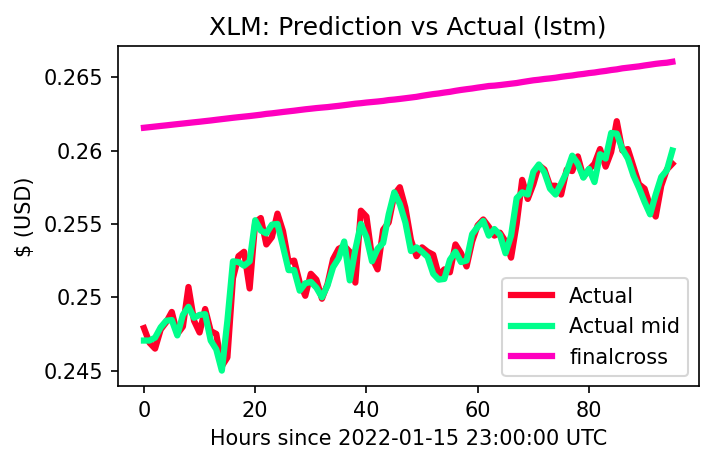 XLM: Prediction vs Actual (lstm)
$ (USD)
0.265
0.26
0.255
0.25
0.245
0 20 40 60 80
Hours since 2022-01-15 23:00:00 UTC
Actual
Actual mid
finalcross